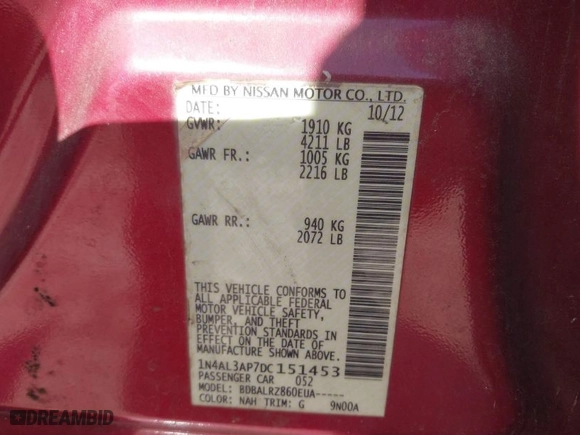 MFD BY NISSAN MOTOR CO., LTD.
DATE: 10/12
GVWR: 1910 KG
4211 LB
GAWR FR.: 1005 KG
2216 LB
GAWR RR.: 940 KG
2072 LB
THIS VEHICLE CONFORMS TO
ALL APPLICABLE FEDERAL
MOTOR VEHICLE SAFETY,
BUMPER, AND THEFT
PREVENTION STANDARDS IN
EFFECT ON THE DATE OF
MANUFACTURE SHOWN ABOVE.
1N4AL3AP7DC151453
PASSENGER CAR 052
MODEL: BDBALRZ860EUA-----
COLOR: NAH TRIM: G 9N00A
DREAMBID